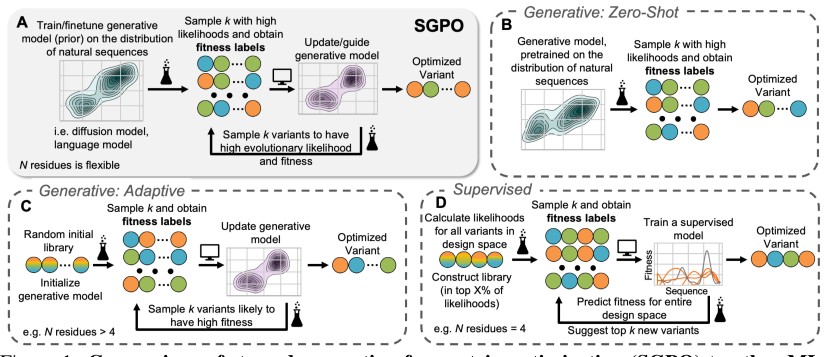 A
SGPO
Train/finetune generative
model (prior) on the distribution
of natural sequences
Sample k with high
likelihoods and obtain
fitness labels
Update/guide
generative model
Optimized
Variant
i.e. diffusion model,
language model
N residues is flexible
Sample k variants to have
high evolutionary likelihood
and fitness
Generative: Zero-Shot
B
Generative model,
pretrained on the
distribution of natural
sequences
Sample k with high
likelihoods and obtain
fitness labels
Optimized
Variant
Generative: Adaptive
C
Random initial
library
Initialize
generative model
Sample k and obtain
fitness labels
Update generative
model
Optimized
Variant
Sample k variants likely to
have high fitness
e.g. N residues > 4
Supervised
D
Calculate likelihoods
for all variants in
design space
Construct library
(in top X% of
likelihoods)
Sample k and obtain
fitness labels
Train a supervised
model
Fitness
Sequence
Optimized
Variant
Predict fitness for entire
design space
Suggest top k new variants
e.g. N residues = 4